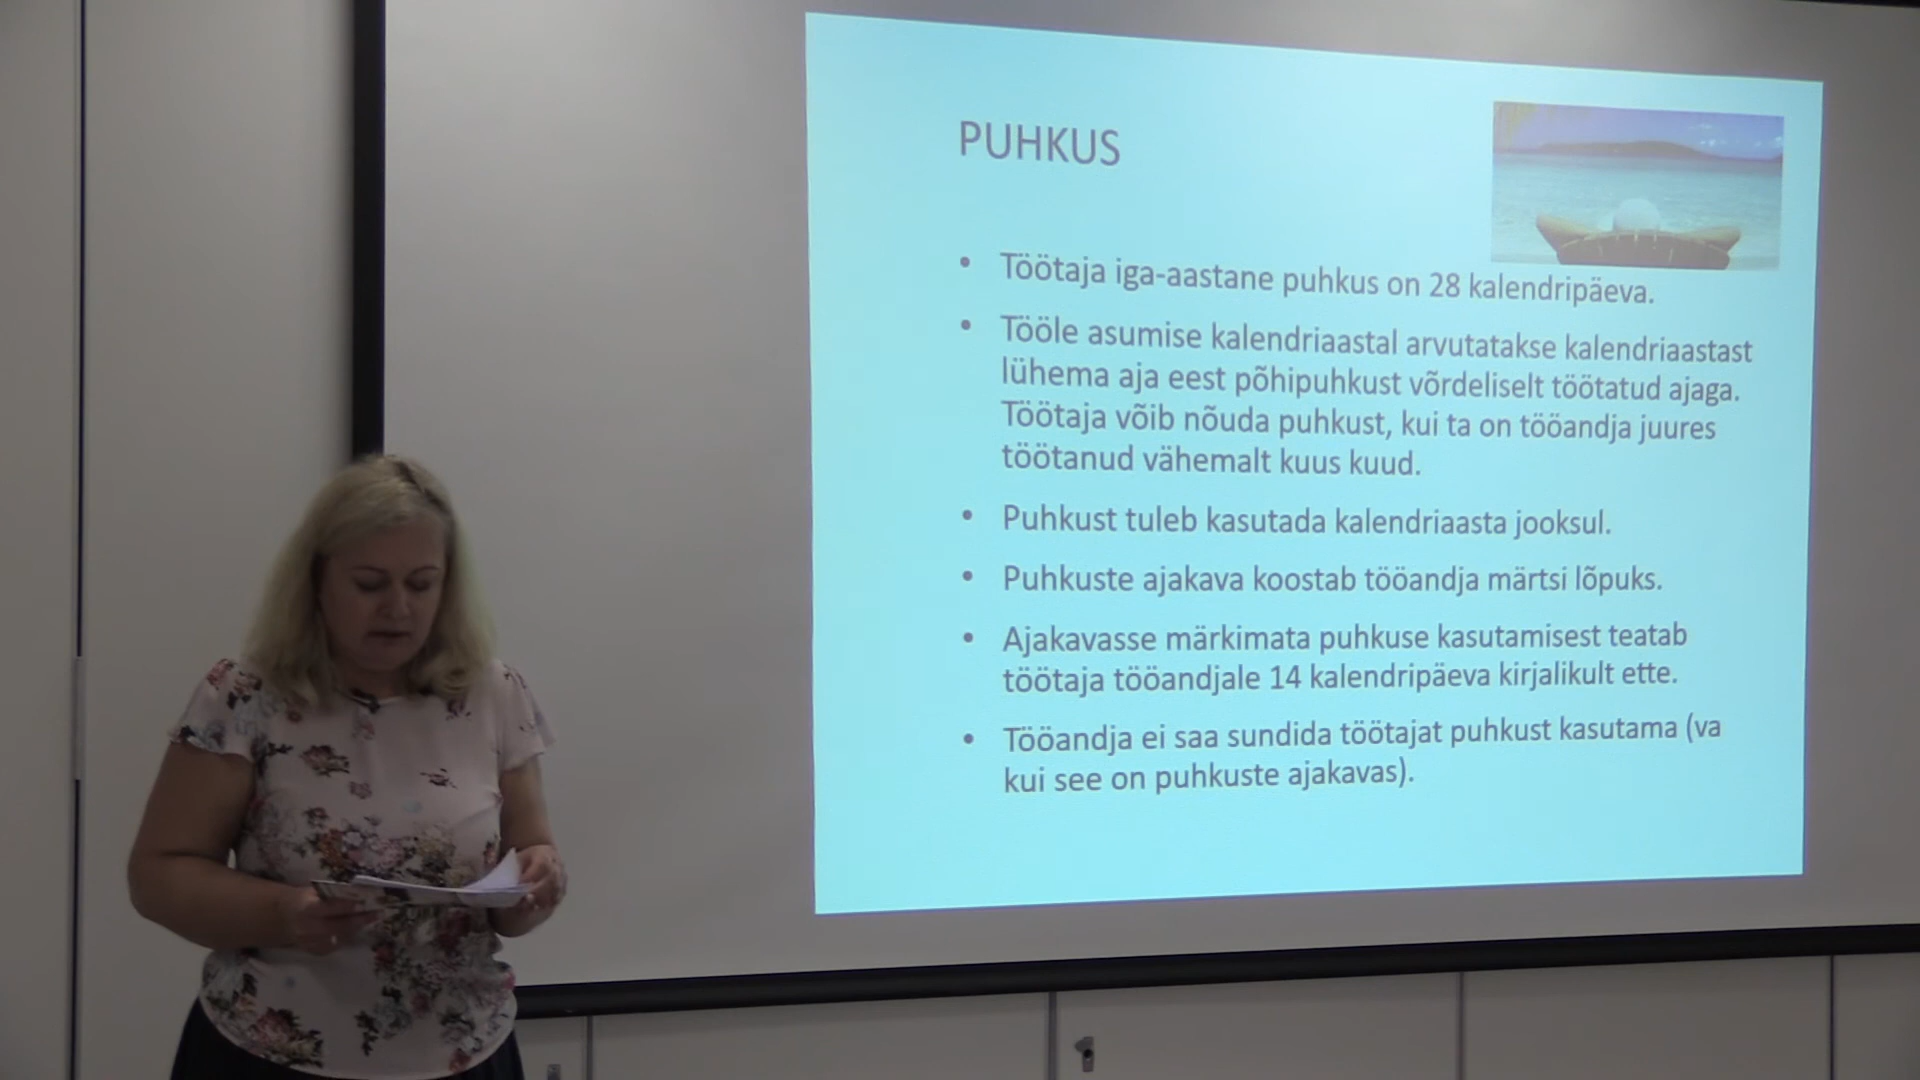 PUHKUS
• Töötaja iga-aastane puhkus on 28 kalendripäeva.
• Tööle asumise kalendriaastal arvutatakse kalendriaastast
lühema aja eest põhipuhkust võrdeliselt töötatud ajaga.
Töötaja võib nõuda puhkust, kui ta on tööandja juures
töötanud vähemalt kuus kuud.
• Puhkust tuleb kasutada kalendriaasta jooksul.
• Puhkuste ajakava koostab tööandja märtsi lõpuks.
• Ajakavasse märkimata puhkuse kasutamisest teatab
töötaja tööandjale 14 kalendripäeva kirjalikult ette.
• Tööandja ei saa sundida töötajat puhkust kasutama (va
kui see on puhkuste ajakavas).